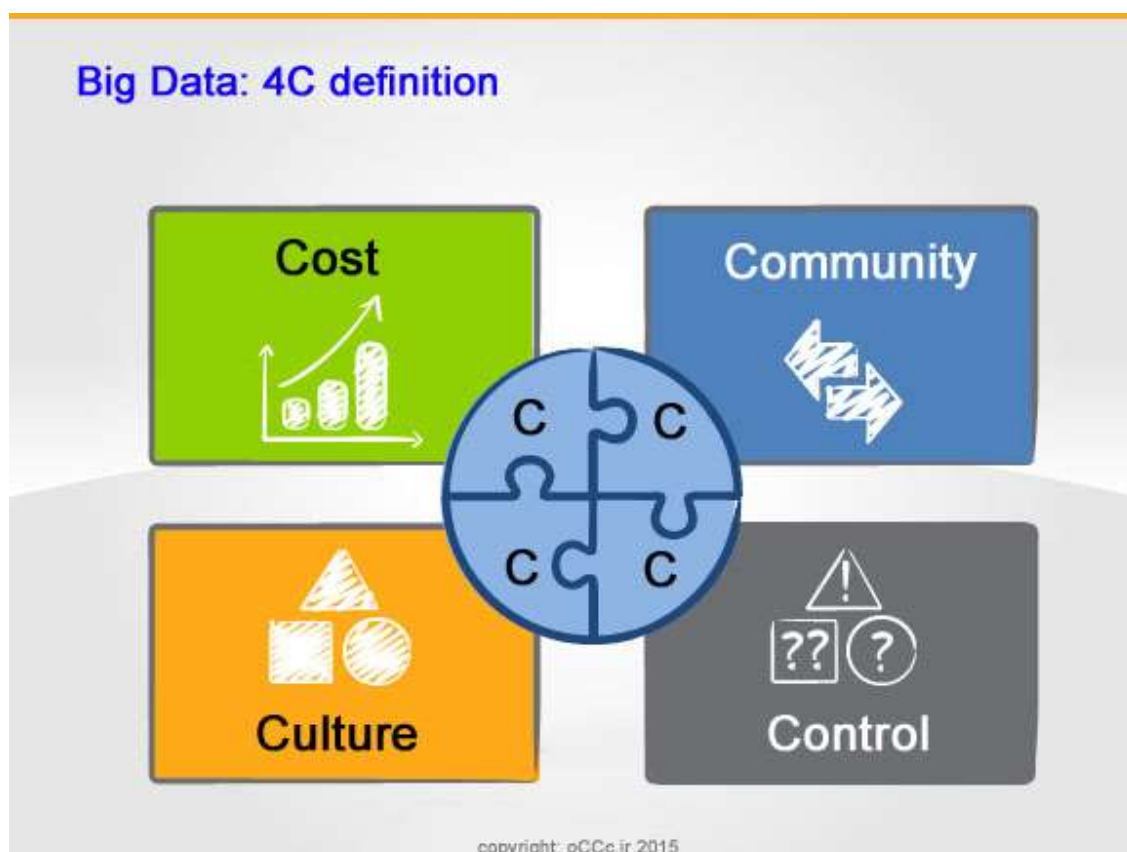 Big Data: 4C definition
Cost
Community
C
C
C
C
!
?? ?
Culture
Control
copyright: oCCc.ir 2015